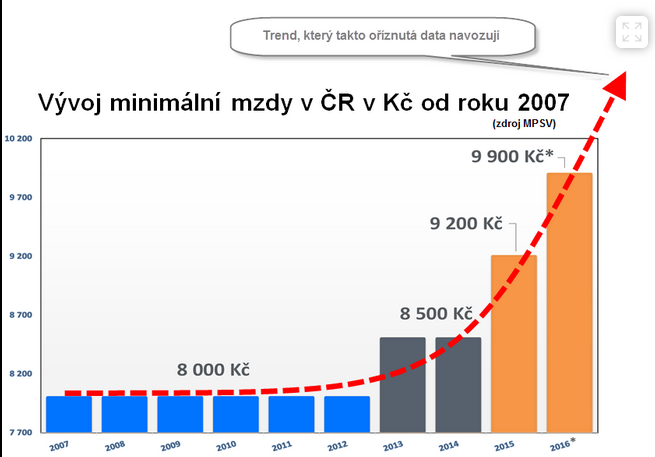 Trend, který takto oříznutá data navozují
Vývoj minimální mzdy v ČR v Kč od roku 2007
(zdroj MPSV)
10 200
9 900 Kč*
9 700
9 200 Kč
9 200
8 700
8 500 Kč
8 200
8 000 Kč
7 700
2007 2008 2009 2010 2011 2012 2013 2014 2015 2016*